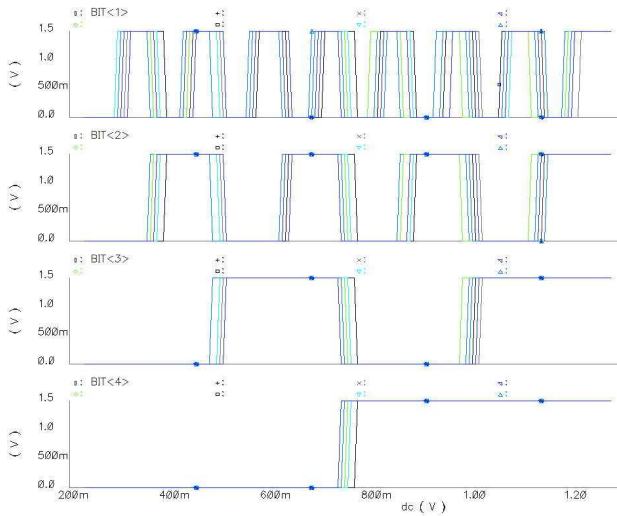 ▫: BIT<1> +: ×: ⊿:
◇: □: ▽: △:
1.5
1.0
500m
0.0
(V)
▫: BIT<2> +: ×: ⊿:
◇: □: ▽: △:
1.5
1.0
500m
0.0
(V)
▫: BIT<3> +: ×: ⊿:
◇: □: ▽: △:
1.5
1.0
500m
0.0
(V)
▫: BIT<4> +: ×: ⊿:
◇: □: ▽: △:
1.5
1.0
500m
0.0
(V)
200m 400m 600m 800m 1.00 1.20
dc (V)